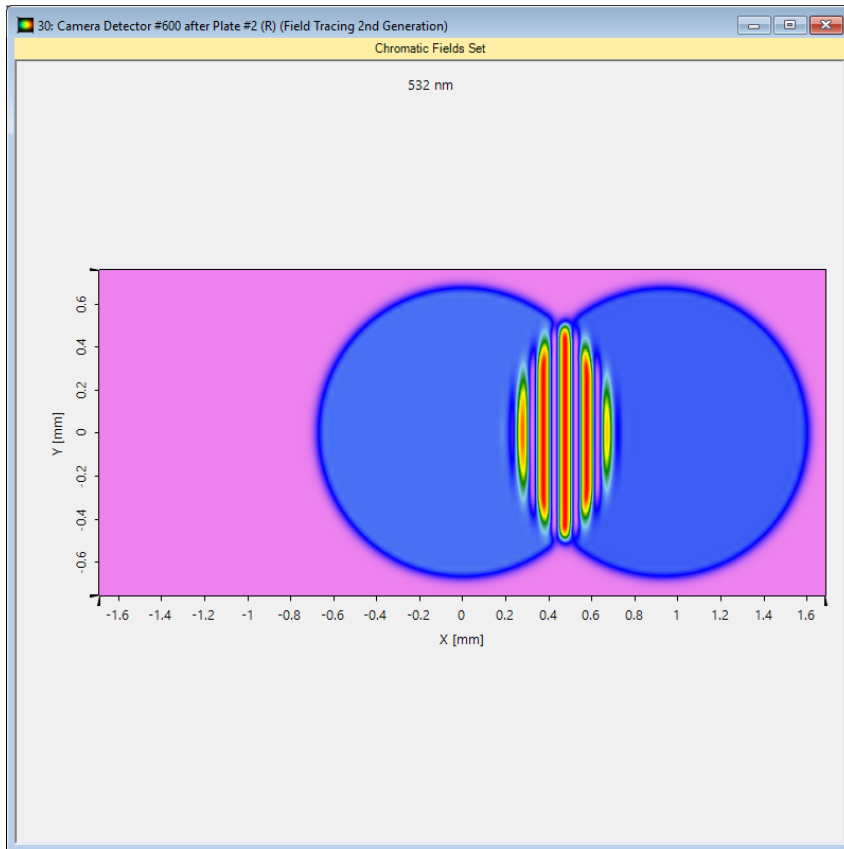 30: Camera Detector #600 after Plate #2 (R) (Field Tracing 2nd Generation)
Chromatic Fields Set
532 nm
0.6
0.4
0.2
0
-0.2
-0.4
-0.6
Y [mm]
-1.6 -1.4 -1.2 -1 -0.8 -0.6 -0.4 -0.2 0 0.2 0.4 0.6 0.8 1 1.2 1.4 1.6
X [mm]